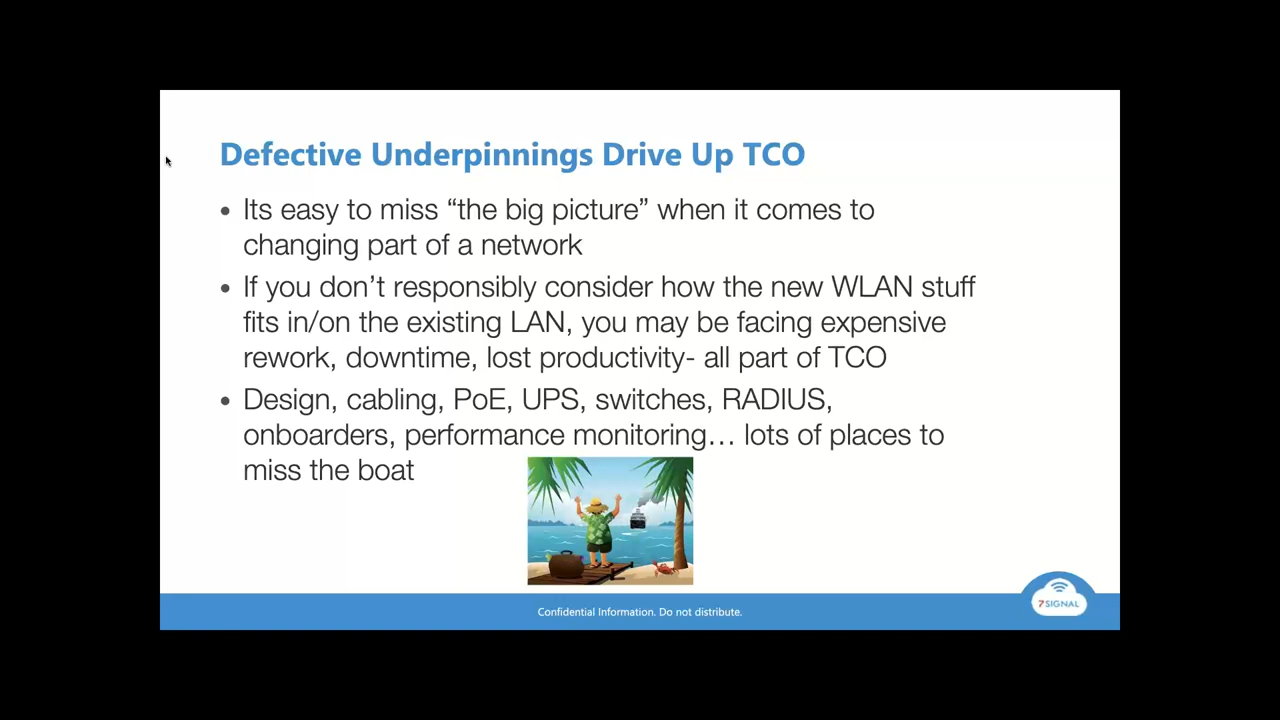 Defective Underpinnings Drive Up TCO
• Its easy to miss “the big picture” when it comes to
changing part of a network
• If you don’t responsibly consider how the new WLAN stuff
fits in/on the existing LAN, you may be facing expensive
rework, downtime, lost productivity- all part of TCO
• Design, cabling, PoE, UPS, switches, RADIUS,
onboarders, performance monitoring… lots of places to
miss the boat
Confidential Information. Do not distribute.
7SIGNAL